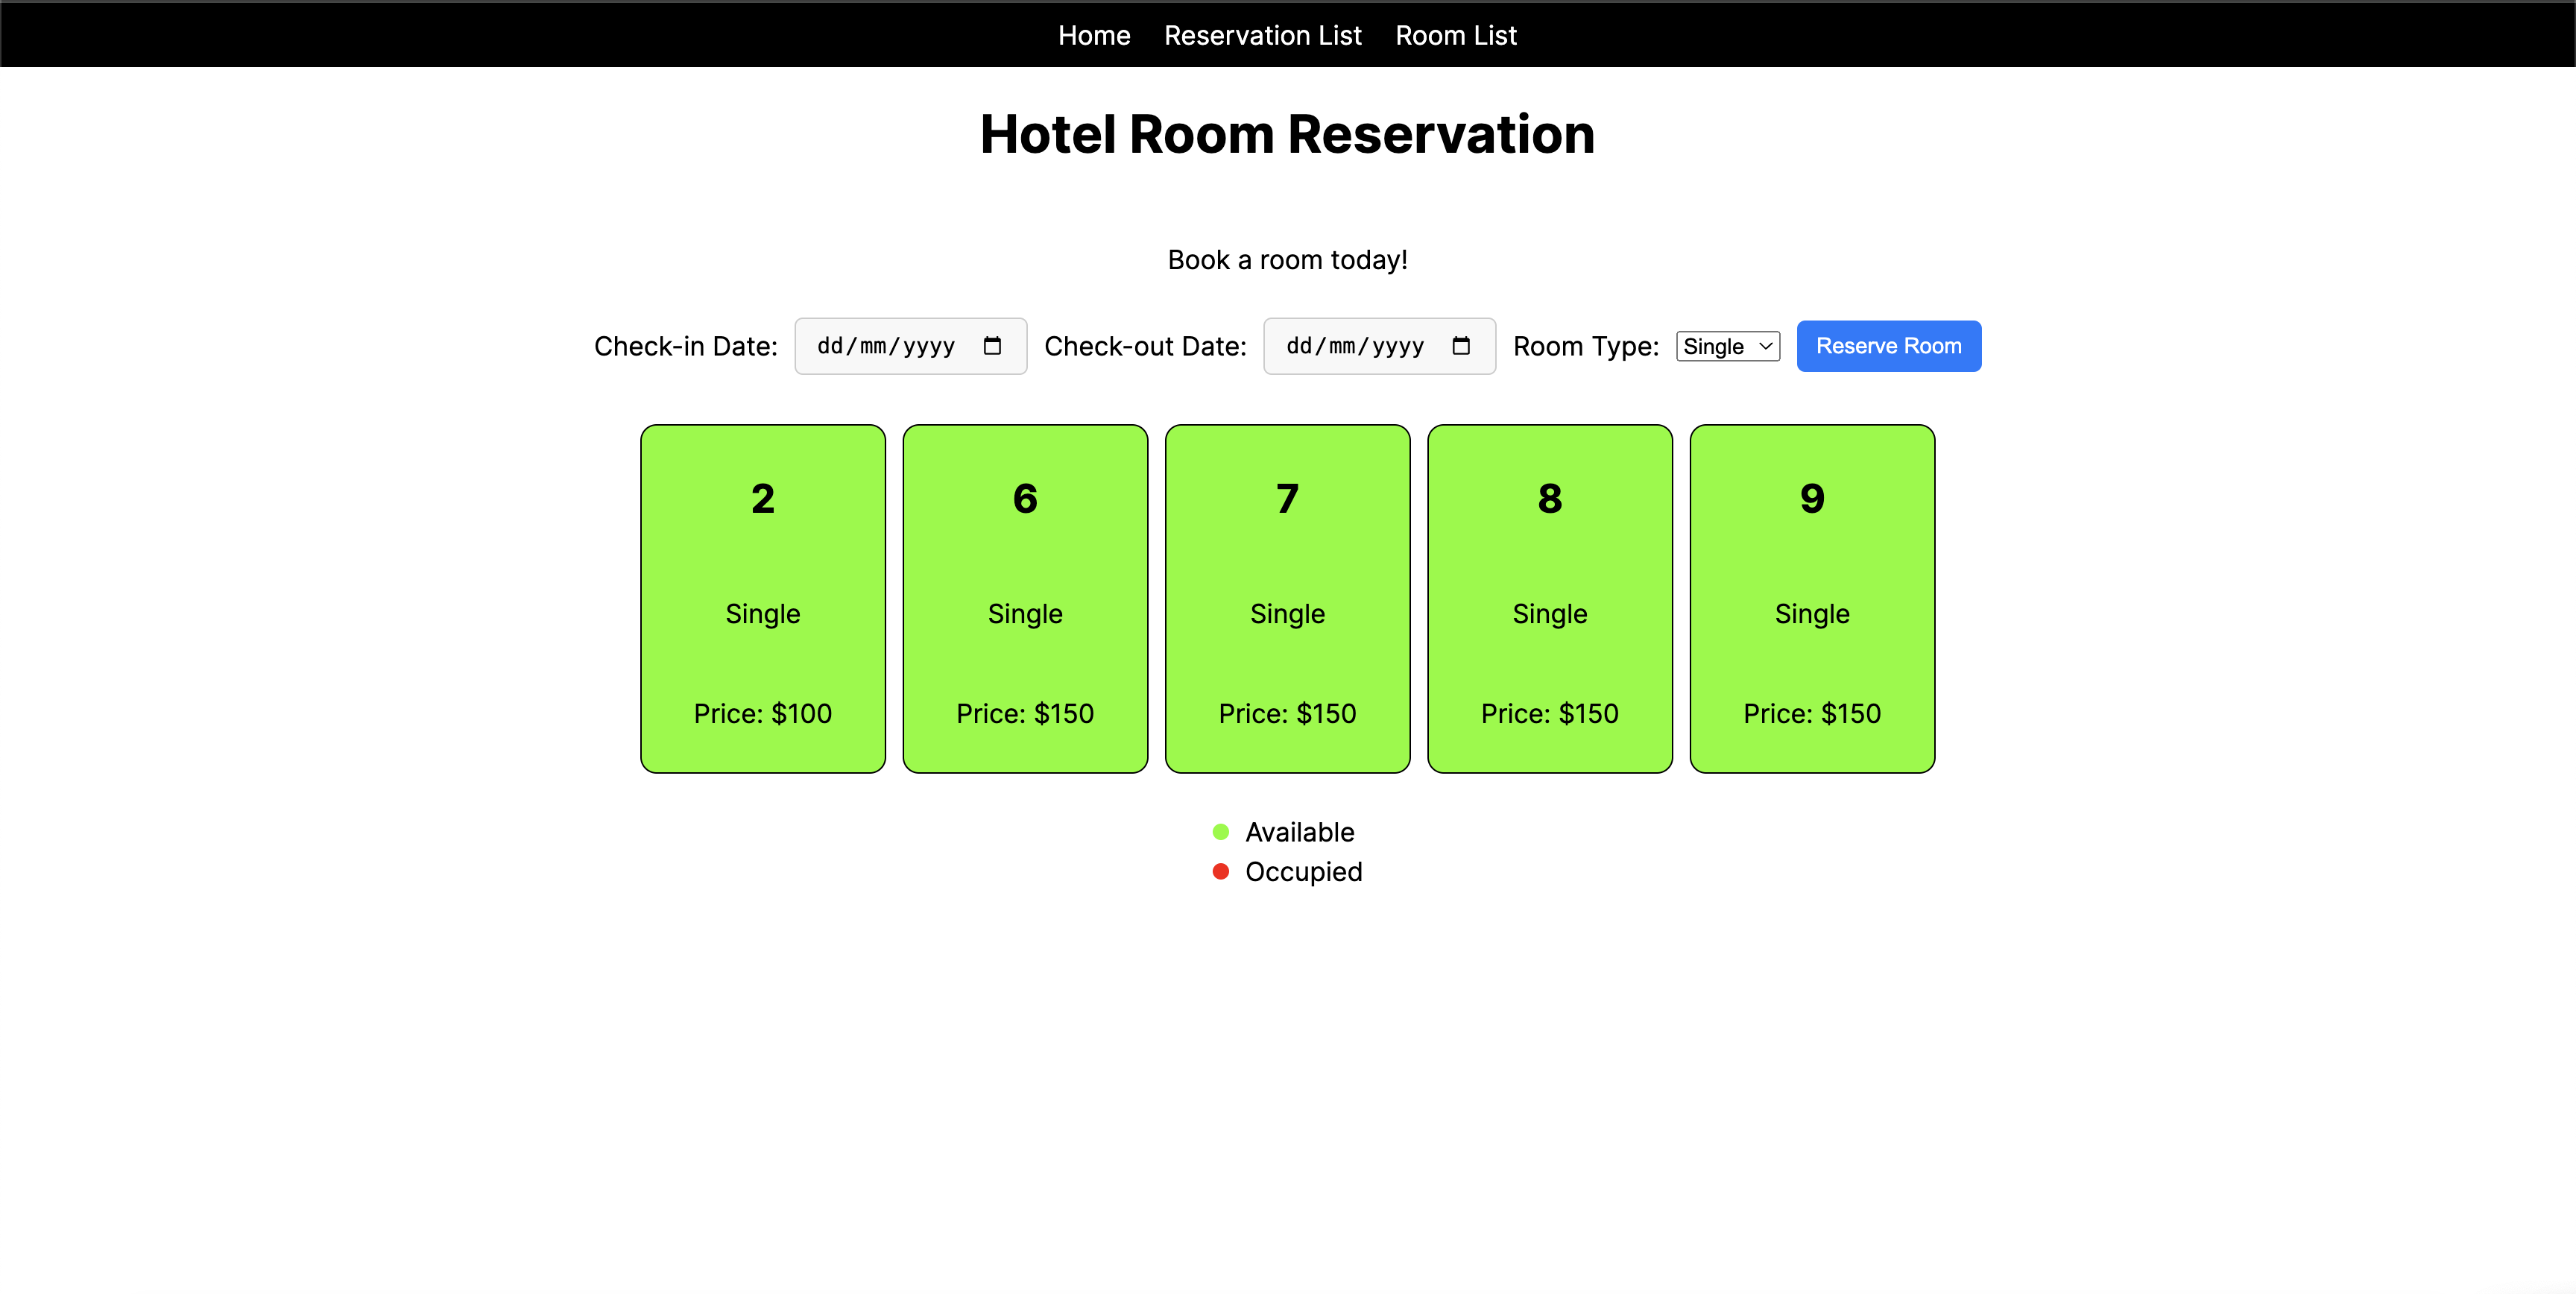 Home Reservation List Room List
Hotel Room Reservation
Book a room today!
Check-in Date: dd/mm/yyyy Check-out Date: dd/mm/yyyy Room Type: Single Reserve Room
2 6 7 8 9
Single Single Single Single Single
Price: $100 Price: $150 Price: $150 Price: $150 Price: $150
Available
Occupied